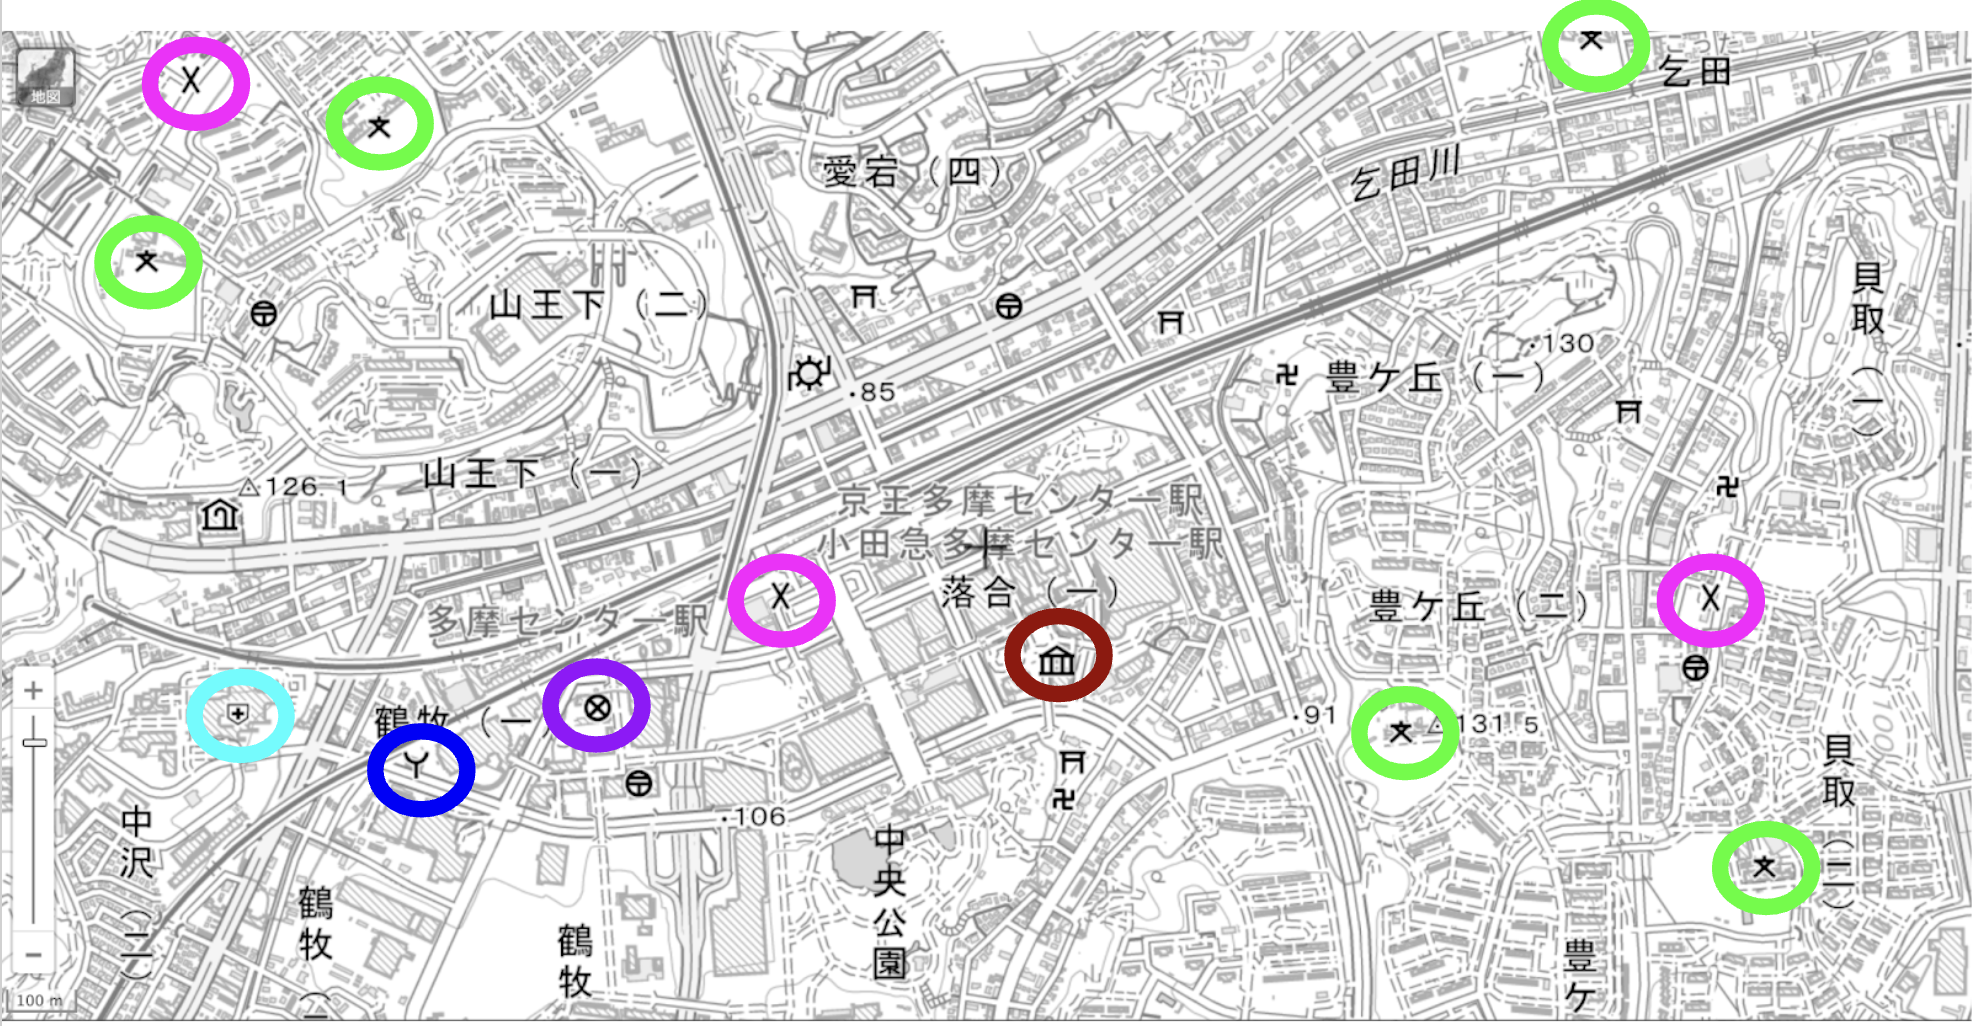 地図
乞田
こった
愛宕（四）
乞田川
山王下（二）
貝取（一）
・130
豊ケ丘（一）
・85
山王下（一）
126.1
京王多摩センター駅
小田急多摩センター駅
落合（一）
豊ケ丘（二）
多摩センター駅
鶴牧（一
・91
131.5
100
貝取（二）
・106
中沢（二）
中央公園
鶴牧（
鶴牧
豊ケ
+
−
100 m